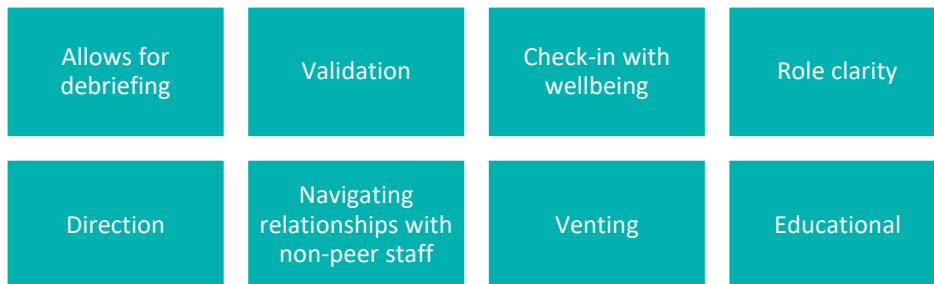 Allows for
debriefing
Validation
Check-in with
wellbeing
Role clarity
Direction
Navigating
relationships with
non-peer staff
Venting
Educational